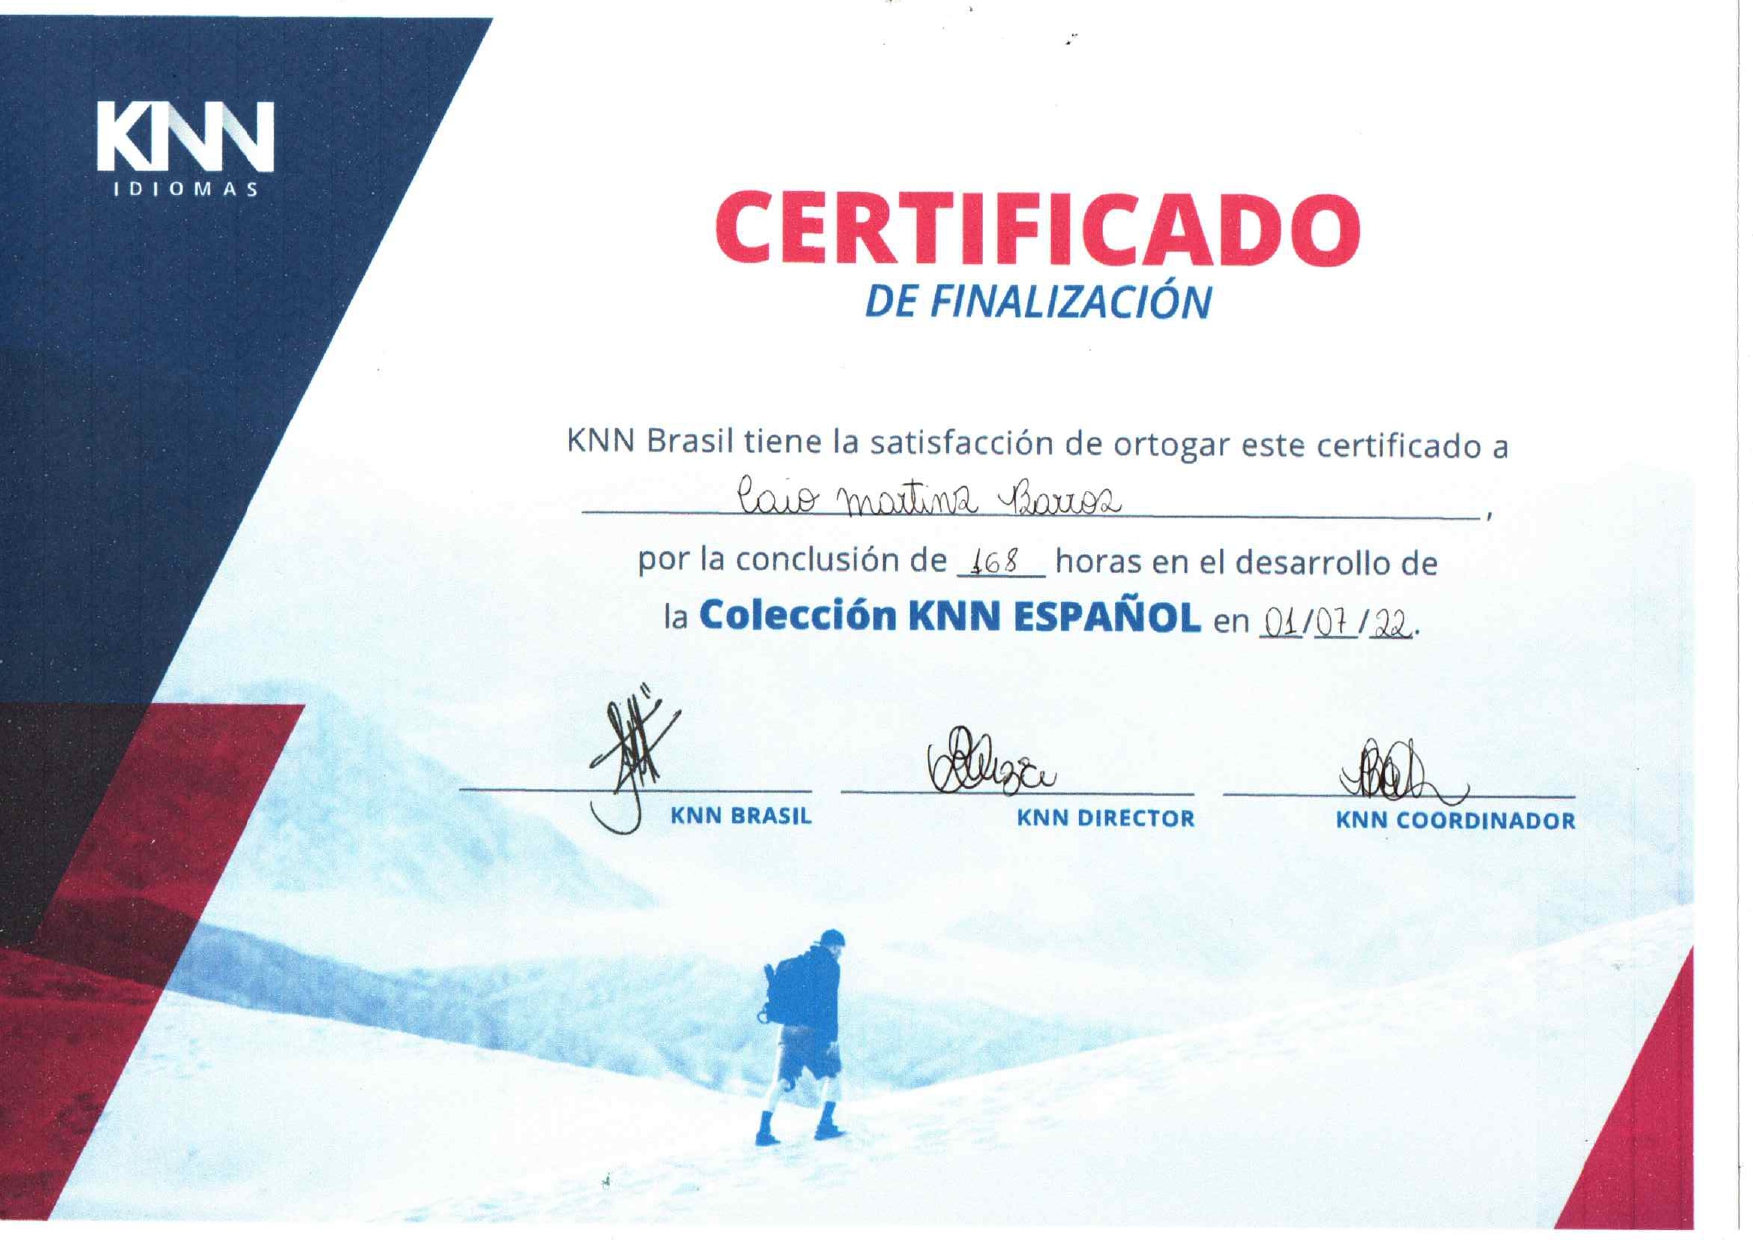 KNN
IDIOMAS
CERTIFICADO
DE FINALIZACIÓN
KNN Brasil tiene la satisfacción de ortogar este certificado a
Caio Martins Barros,
por la conclusión de 168 horas en el desarrollo de
la Colección KNN ESPAÑOL en 01/07/22.
KNN BRASIL
KNN DIRECTOR
KNN COORDINADOR